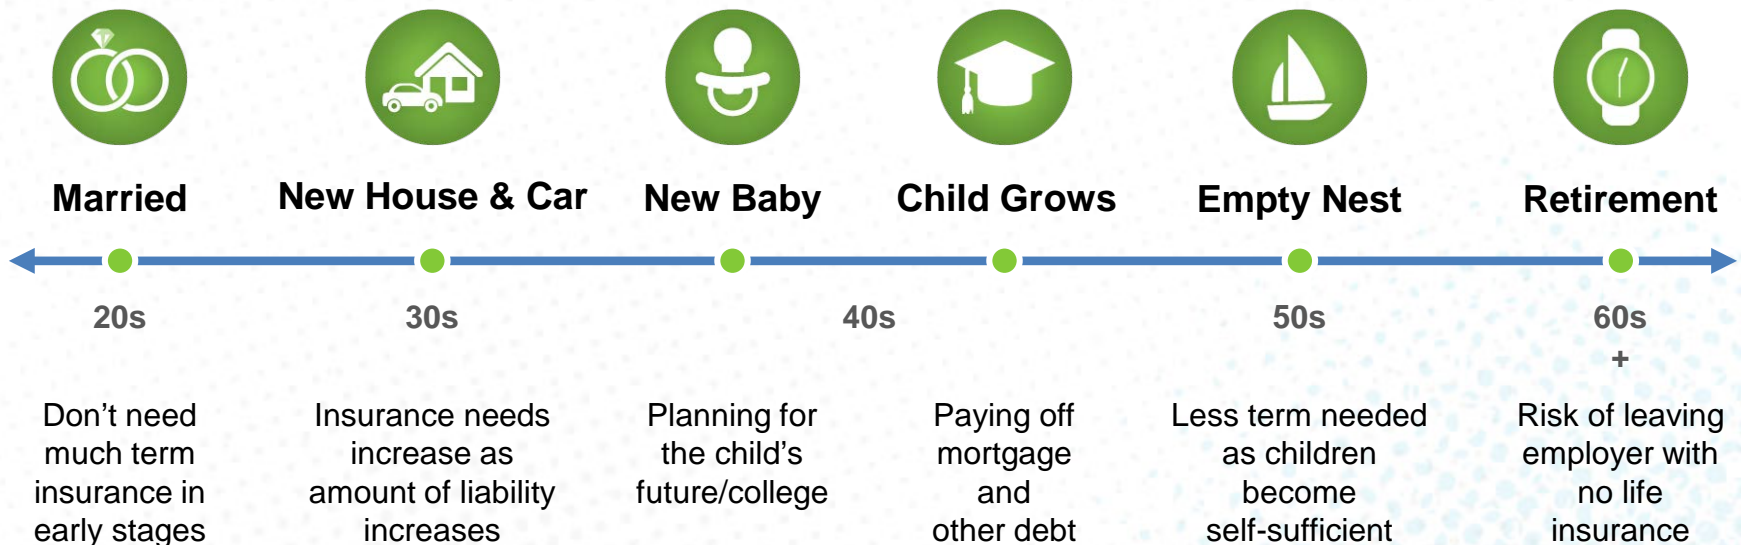 Married
New House & Car
New Baby
Child Grows
Empty Nest
Retirement
20s
30s
40s
50s
60s
+
Don’t need
much term
insurance in
early stages
Insurance needs
increase as
amount of liability
increases
Planning for
the child’s
future/college
Paying off
mortgage
and
other debt
Less term needed
as children
become
self-sufficient
Risk of leaving
employer with
no life
insurance